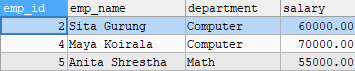 emp_id emp_name department salary
2 Sita Gurung Computer 60000.00
4 Maya Koirala Computer 70000.00
5 Anita Shrestha Math 55000.00